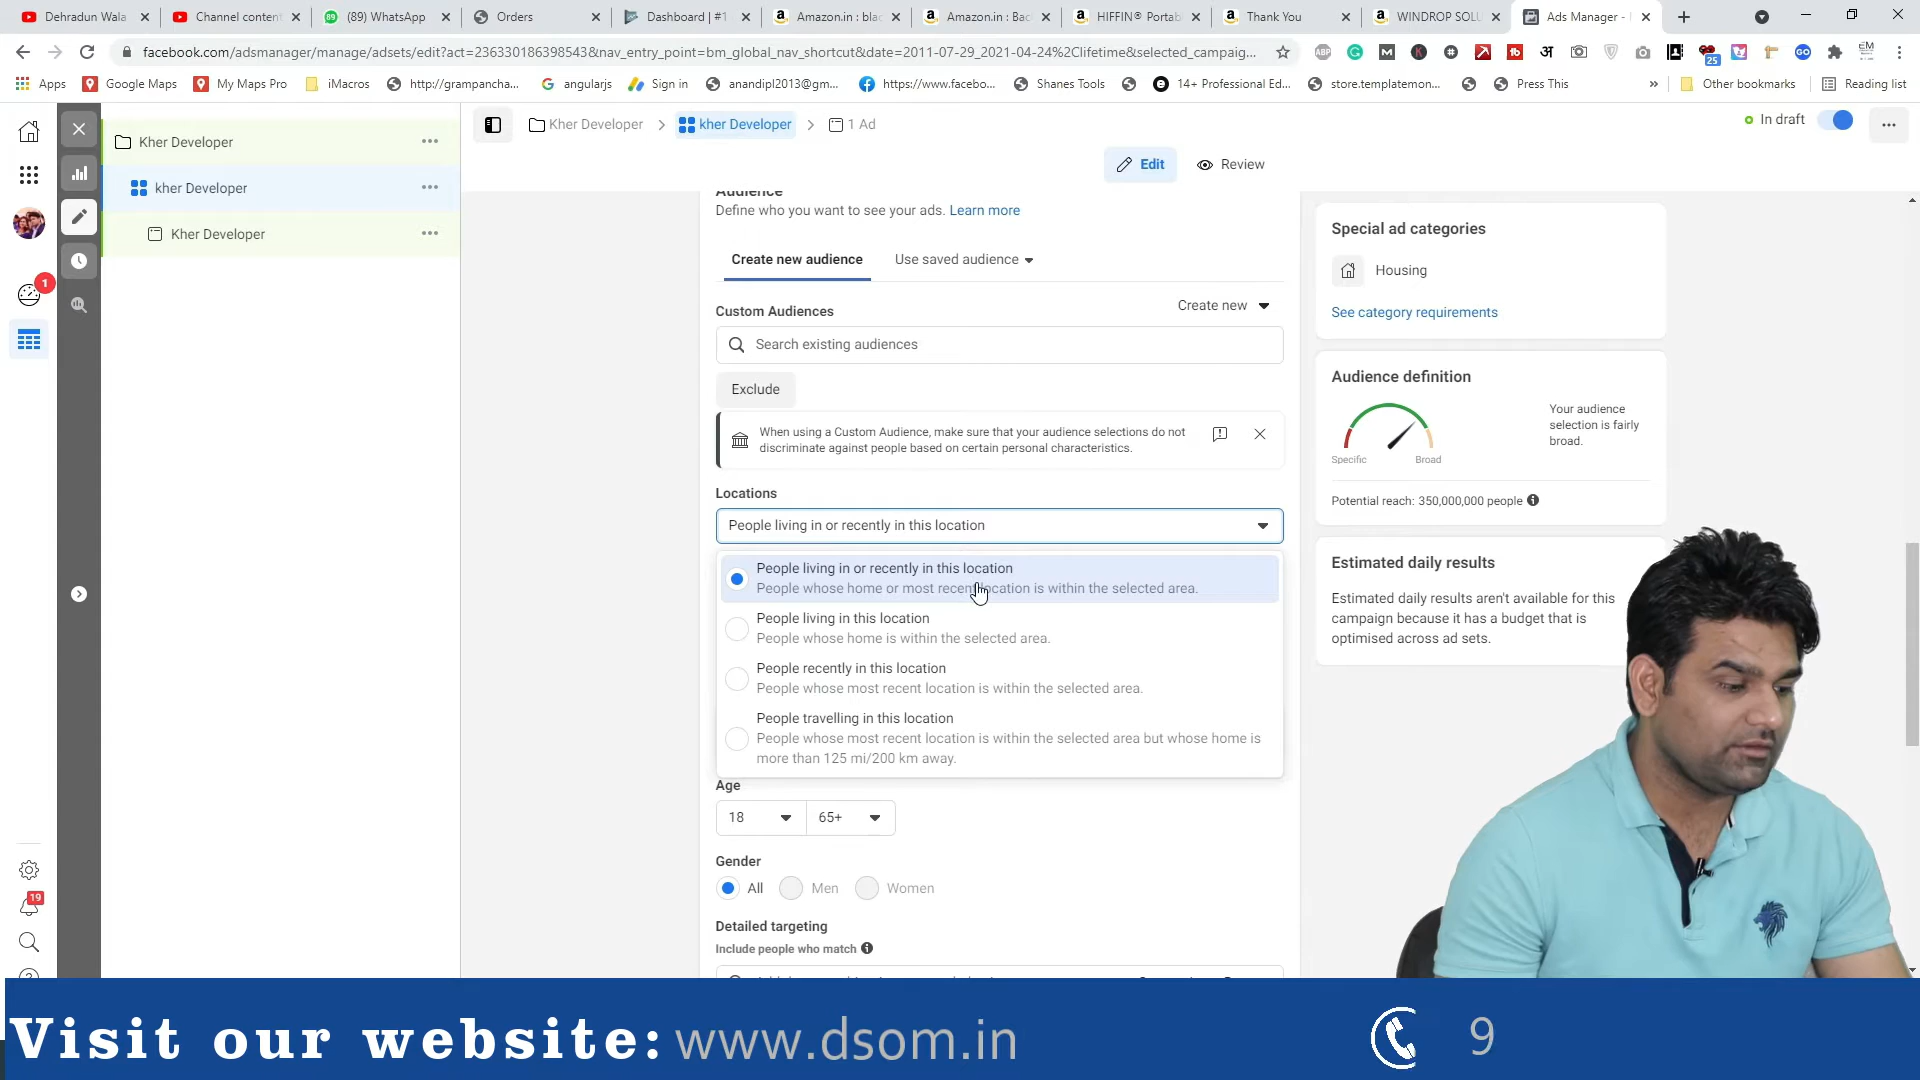 Dehradun Wala
Channel content
(89) WhatsApp
Orders
Dashboard | #1
Amazon.in : blac
Amazon.in : Bac
HIFFIN® Portab
Thank You
WINDROP SOLU
Ads Manager -
facebook.com/adsmanager/manage/adsets/edit?act=236330186398543&nav_entry_point=bm_global_nav_shortcut&date=2011-07-29_2021-04-24%2Clifetime&selected_campaig...
25
Apps
Google Maps
My Maps Pro
iMacros
http://grampancha...
angularjs
Sign in
anandipl2013@gm...
https://www.facebo...
Shanes Tools
14+ Professional Ed...
store.templatemon...
Press This
»
Other bookmarks
Reading list
Kher Developer
kher Developer
Kher Developer
1
19
Kher Developer
kher Developer
1 Ad
In draft
Edit
Review
Audience
Define who you want to see your ads. Learn more
Create new audience
Use saved audience
Custom Audiences
Create new
Search existing audiences
Exclude
When using a Custom Audience, make sure that your audience selections do not
discriminate against people based on certain personal characteristics.
Locations
People living in or recently in this location
People living in or recently in this location
People whose home or most recent location is within the selected area.
People living in this location
People whose home is within the selected area.
People recently in this location
People whose most recent location is within the selected area.
People travelling in this location
People whose most recent location is within the selected area but whose home is
more than 125 mi/200 km away.
Age
18
65+
Gender
All
Men
Women
Detailed targeting
Include people who match
Special ad categories
Housing
See category requirements
Audience definition
Your audience
selection is fairly
broad.
Specific
Broad
Potential reach: 350,000,000 people
Estimated daily results
Estimated daily results aren't available for this
campaign because it has a budget that is
optimised across ad sets.
Visit our website: www.dsom.in
9